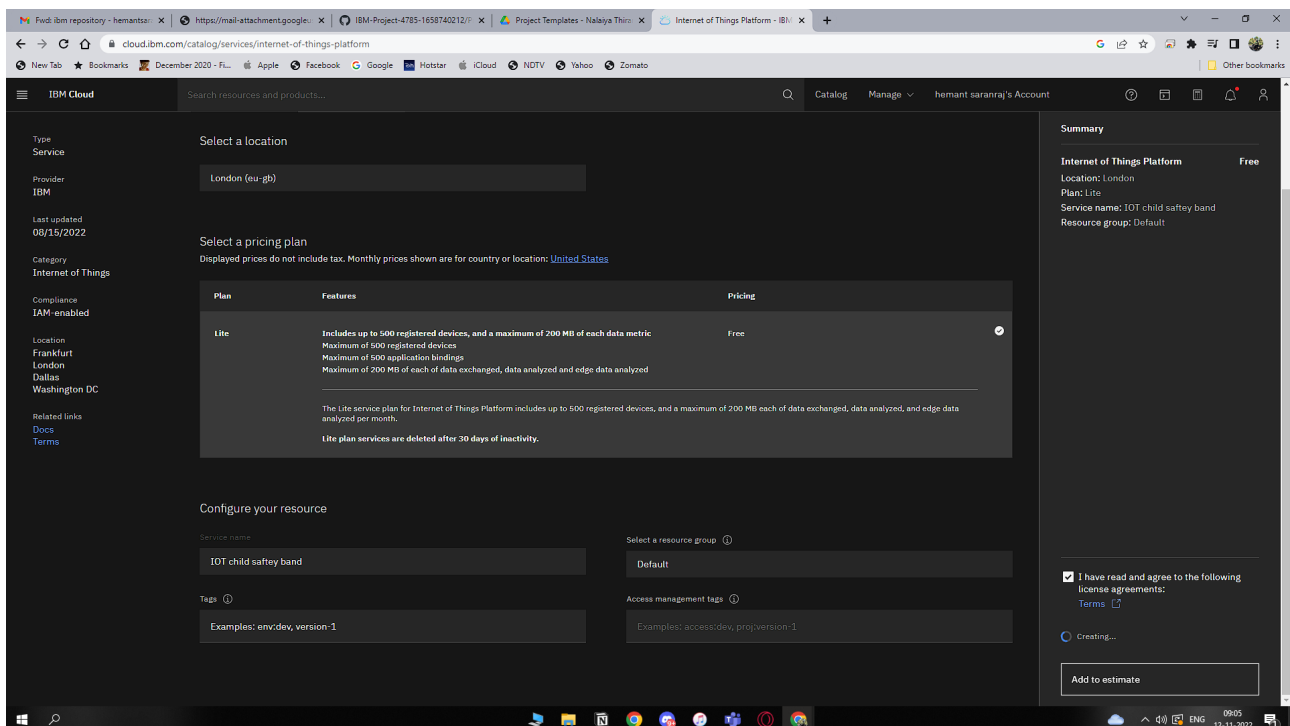 Fwd: ibm repository - hemantsar
https://mail-attachment.googleu
IBM-Project-4785-1658740212/P
Project Templates - Nalaiya Thira
Internet of Things Platform - IBM
cloud.ibm.com/catalog/services/internet-of-things-platform
New Tab
Bookmarks
December 2020 - Fi...
Apple
Facebook
Google
Hotstar
iCloud
NDTV
Yahoo
Zomato
Other bookmarks
IBM Cloud
Search resources and products...
Catalog
Manage
hemant saranraj's Account
Type
Service
Provider
IBM
Last updated
08/15/2022
Category
Internet of Things
Compliance
IAM-enabled
Location
Frankfurt
London
Dallas
Washington DC
Related links
Docs
Terms
Select a location
London (eu-gb)
Select a pricing plan
Displayed prices do not include tax. Monthly prices shown are for country or location: United States
Plan Features Pricing
Lite Includes up to 500 registered devices, and a maximum of 200 MB of each data metric Free
Maximum of 500 registered devices
Maximum of 500 application bindings
Maximum of 200 MB of each of data exchanged, data analyzed and edge data analyzed
The Lite service plan for Internet of Things Platform includes up to 500 registered devices, and a maximum of 200 MB each of data exchanged, data analyzed, and edge data
analyzed per month.
Lite plan services are deleted after 30 days of inactivity.
Configure your resource
Service name
IOT child saftey band
Select a resource group
Default
Tags
Examples: env:dev, version-1
Access management tags
Examples: access:dev, proj:version-1
Summary
Internet of Things Platform Free
Location: London
Plan: Lite
Service name: IOT child saftey band
Resource group: Default
I have read and agree to the following
license agreements:
Terms
Creating...
Add to estimate
ENG
09:05
12-11-2022